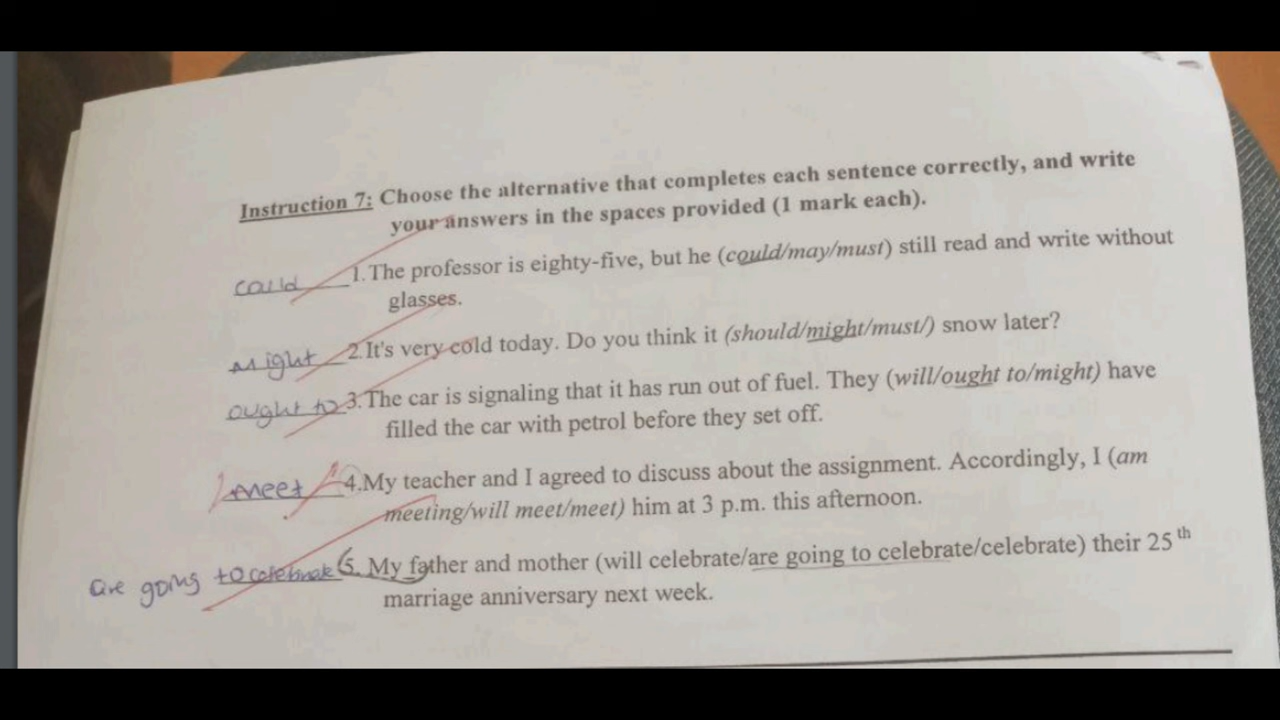 Instruction 7: Choose the alternative that completes each sentence correctly, and write
your answers in the spaces provided (1 mark each).
could 1.The professor is eighty-five, but he (could/may/must) still read and write without
glasses.
Might 2.It's very cold today. Do you think it (should/might/must/) snow later?
ought to 3.The car is signaling that it has run out of fuel. They (will/ought to/might) have
filled the car with petrol before they set off.
meet 4.My teacher and I agreed to discuss about the assignment. Accordingly, I (am
meeting/will meet/meet) him at 3 p.m. this afternoon.
are going to celebrate 5. My father and mother (will celebrate/are going to celebrate/celebrate) their 25th
marriage anniversary next week.